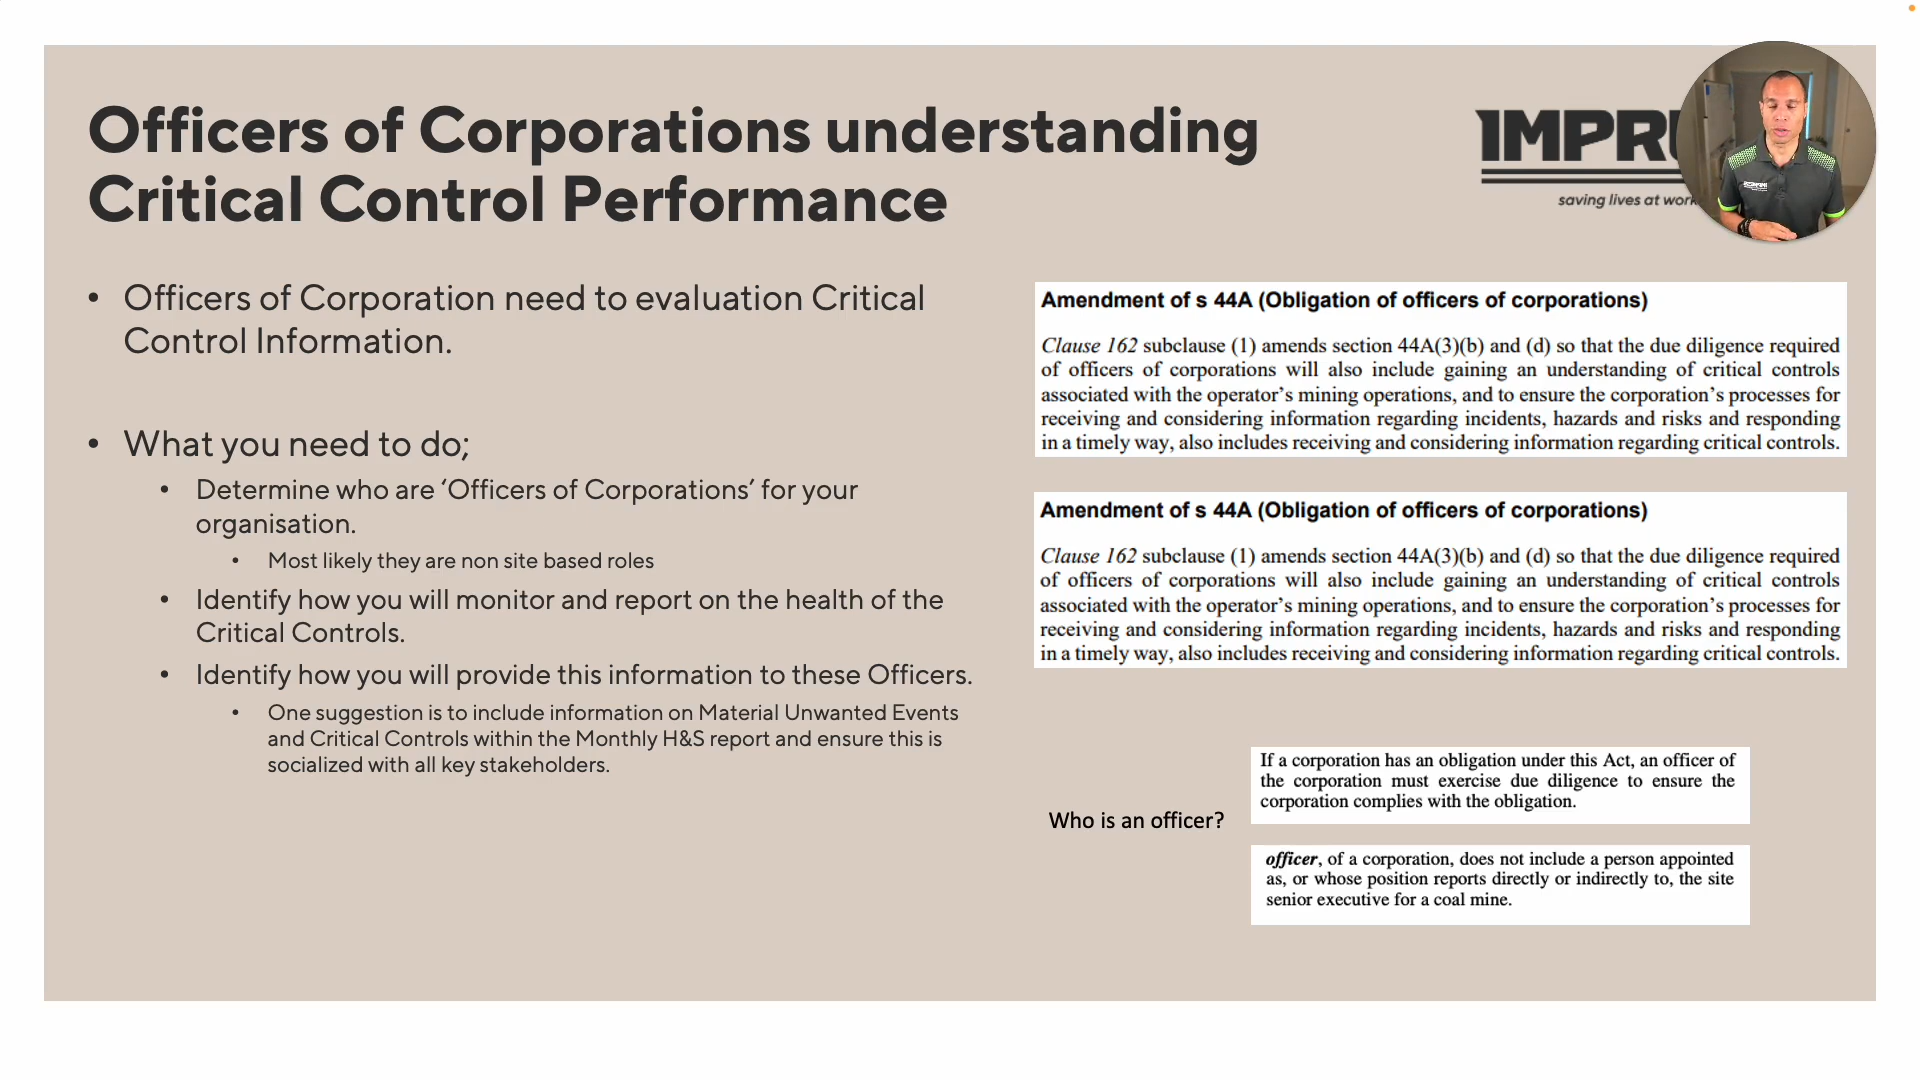 Officers of Corporations understanding
Critical Control Performance
saving lives at work
• Officers of Corporation need to evaluation Critical
Control Information.
• What you need to do;
• Determine who are ‘Officers of Corporations’ for your
organisation.
• Most likely they are non site based roles
• Identify how you will monitor and report on the health of the
Critical Controls.
• Identify how you will provide this information to these Officers.
• One suggestion is to include information on Material Unwanted Events
and Critical Controls within the Monthly H&S report and ensure this is
socialized with all key stakeholders.
Amendment of s 44A (Obligation of officers of corporations)
Clause 162 subclause (1) amends section 44A(3)(b) and (d) so that the due diligence required
of officers of corporations will also include gaining an understanding of critical controls
associated with the operator’s mining operations, and to ensure the corporation’s processes for
receiving and considering information regarding incidents, hazards and risks and responding
in a timely way, also includes receiving and considering information regarding critical controls.
Amendment of s 44A (Obligation of officers of corporations)
Clause 162 subclause (1) amends section 44A(3)(b) and (d) so that the due diligence required
of officers of corporations will also include gaining an understanding of critical controls
associated with the operator’s mining operations, and to ensure the corporation’s processes for
receiving and considering information regarding incidents, hazards and risks and responding
in a timely way, also includes receiving and considering information regarding critical controls.
Who is an officer?
If a corporation has an obligation under this Act, an officer of
the corporation must exercise due diligence to ensure the
corporation complies with the obligation.
officer, of a corporation, does not include a person appointed
as, or whose position reports directly or indirectly to, the site
senior executive for a coal mine.